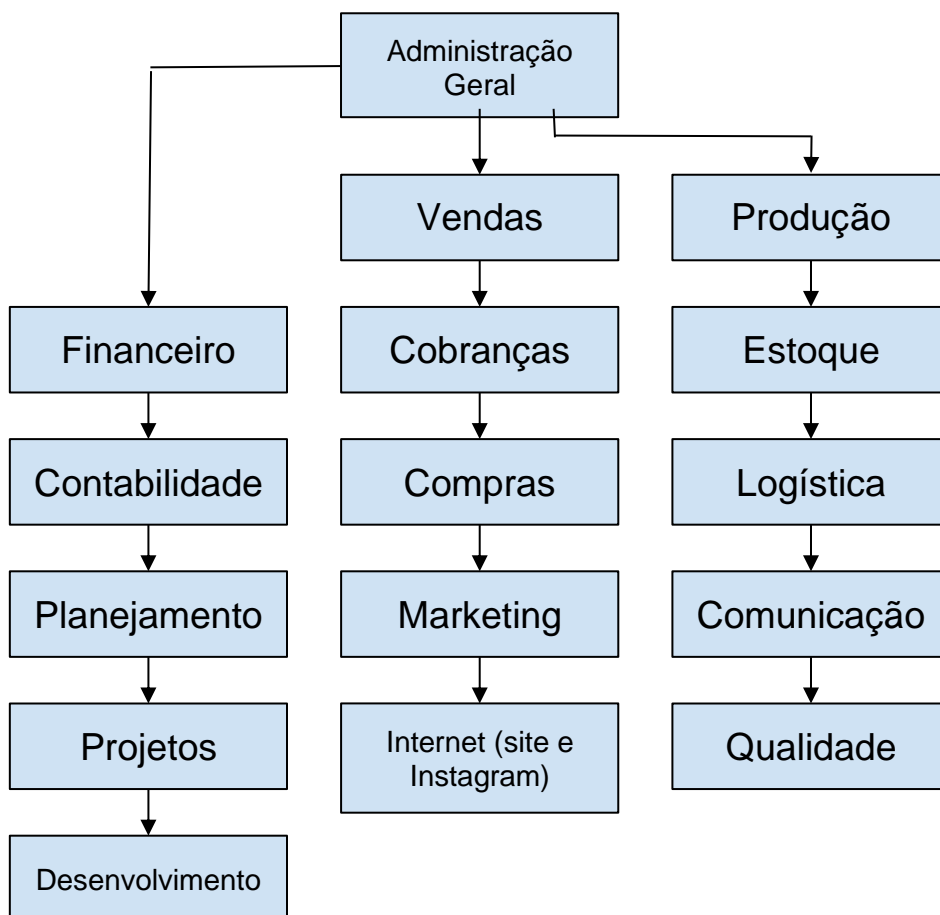 Administração
Geral
Vendas
Produção
Financeiro
Cobranças
Estoque
Contabilidade
Compras
Logística
Planejamento
Marketing
Comunicação
Projetos
Internet (site e
Instagram)
Qualidade
Desenvolvimento